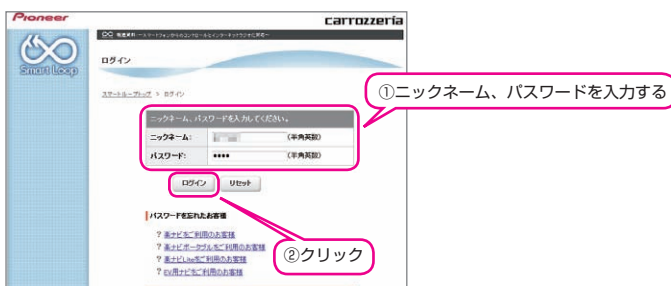 Pioneer
carrozzeria
Smart Loop
ログイン
スマートループトップ > ログイン
①ニックネーム、パスワードを入力する
ニックネーム、パスワードを入力してください。
ニックネーム: (半角英数)
パスワード: •••• (半角英数)
ログイン リセット
パスワードを忘れたお客様
? 楽ナビをご利用のお客様
? 楽ナビポータブルをご利用のお客様
? 楽ナビLiteをご利用のお客様
? EV用ナビをご利用のお客様
②クリック